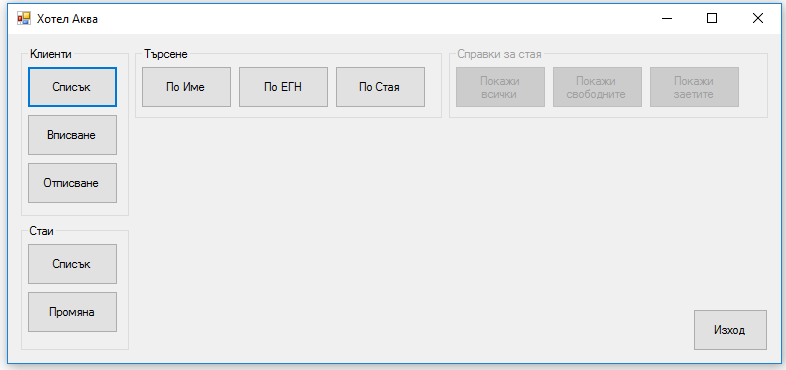 Хотел Аква
Клиенти
Списък
Вписване
Отписване
Стаи
Списък
Промяна
Търсене
По Име
По ЕГН
По Стая
Справки за стая
Покажи
всички
Покажи
свободните
Покажи
заетите
Изход